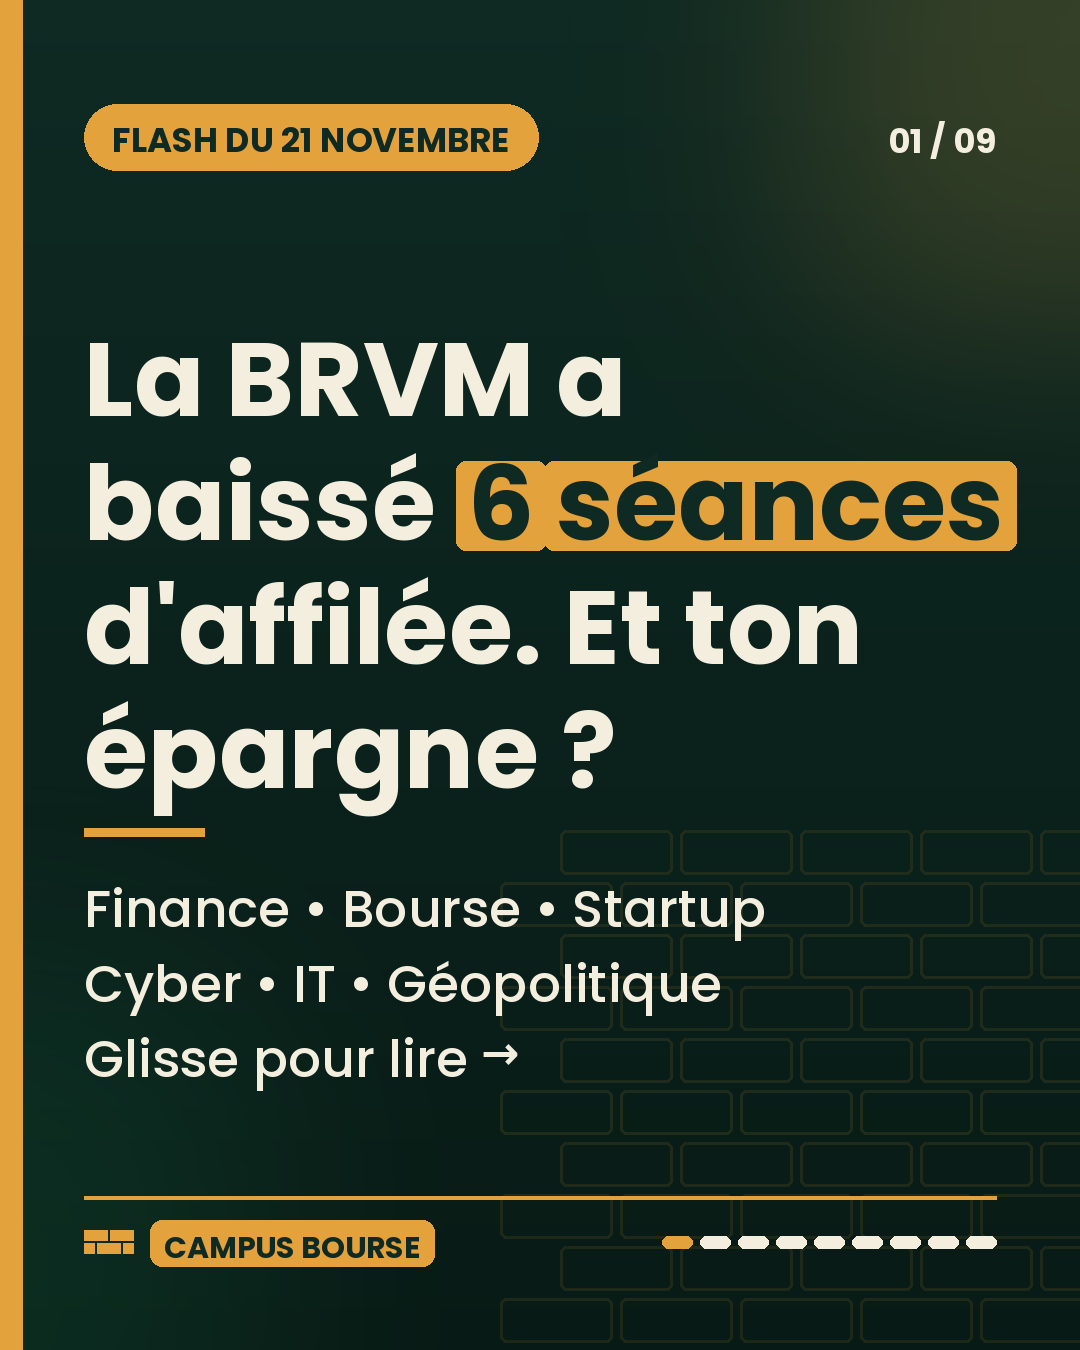 FLASH DU 21 NOVEMBRE
01 / 09
La BRVM a
baissé 6 séances
d'affilée. Et ton
épargne ?
Finance • Bourse • Startup
Cyber • IT • Géopolitique
Glisse pour lire →
CAMPUS BOURSE